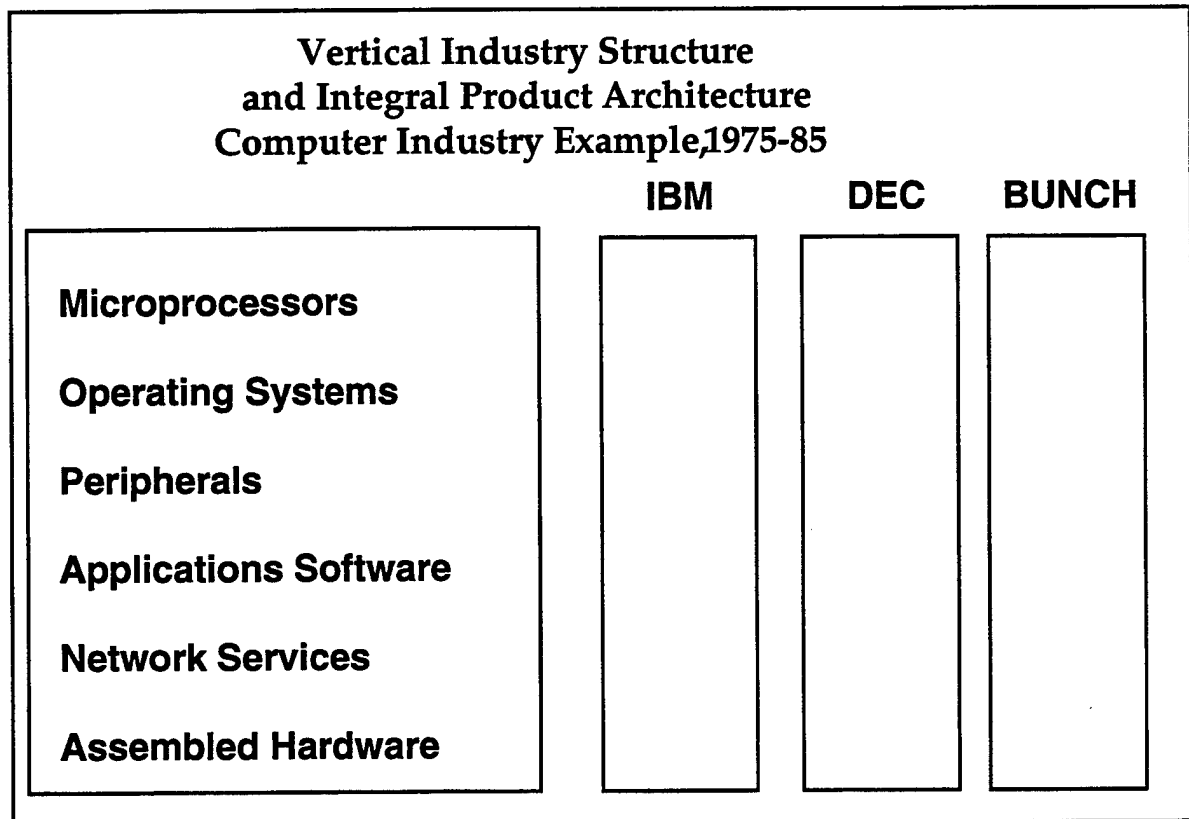 Vertical Industry Structure
and Integral Product Architecture
Computer Industry Example,1975-85
IBM DEC BUNCH
Microprocessors
Operating Systems
Peripherals
Applications Software
Network Services
Assembled Hardware